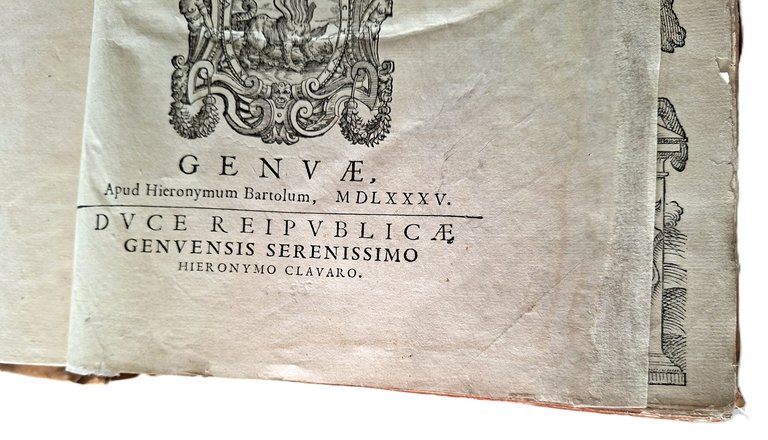 GENVÆ,
Apud Hieronymum Bartolum, MDLXXXV.
DVCE REIPVBLICÆ
GENVENSIS SERENISSIMO
HIERONYMO CLAVARO.